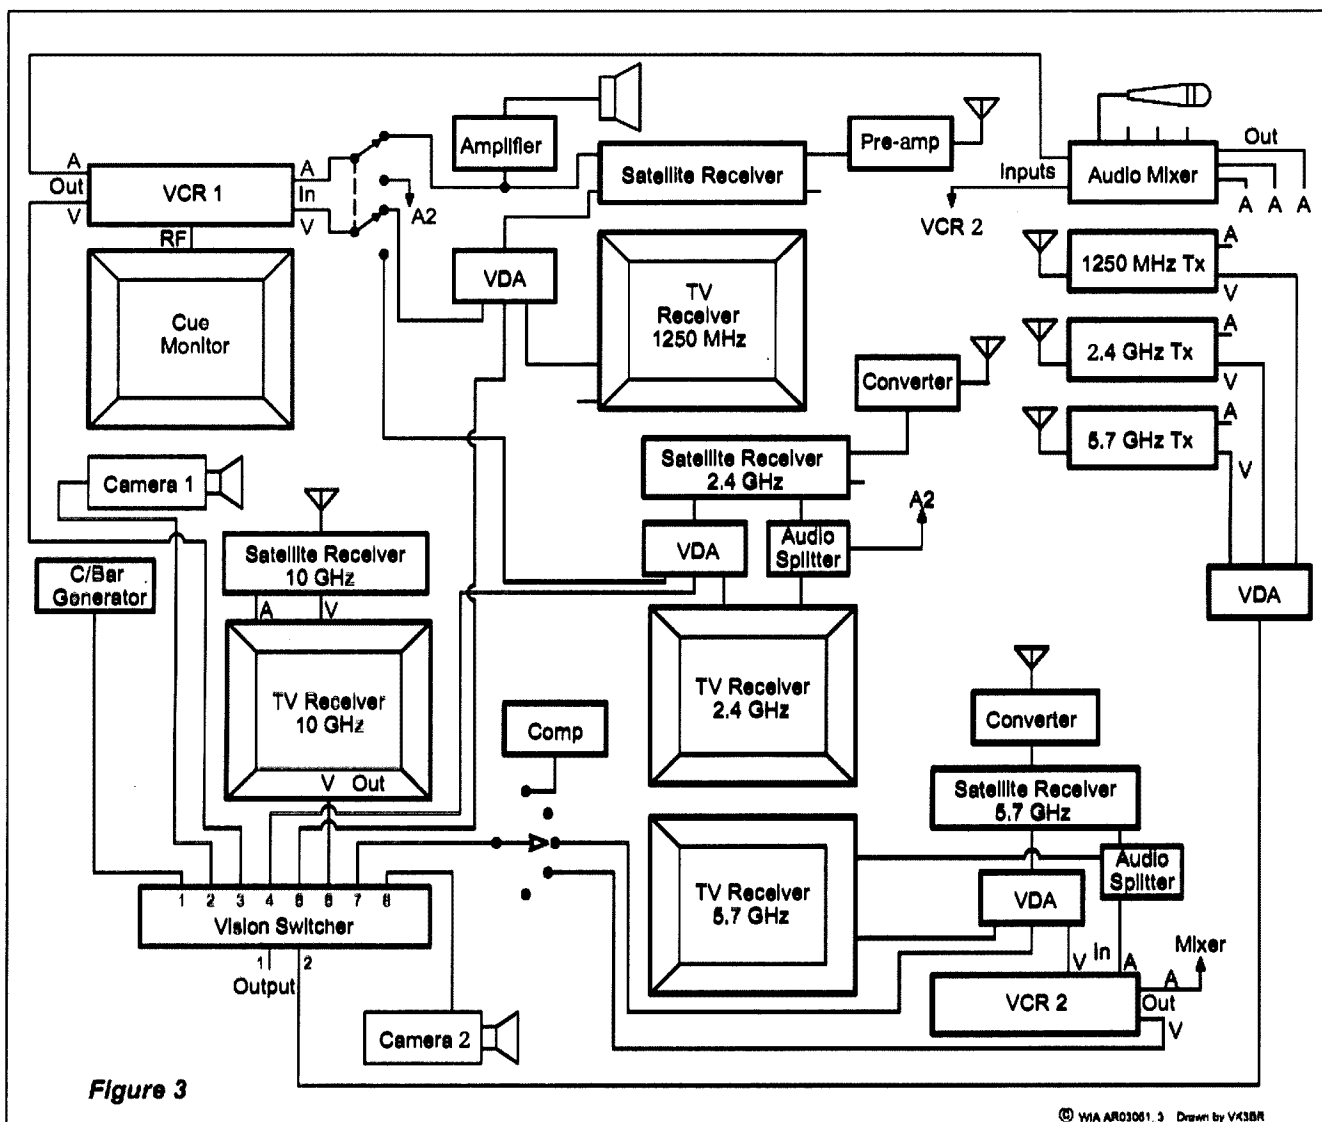 Amplifier
Pre-amp
Out
A
A
VCR 1
Out
In
V
V
RF
A2
Satellite Receiver
Inputs
Audio Mixer
VCR 2
A A A
VDA
Cue
Monitor
TV
Receiver
1250 MHz
1250 MHz Tx
A
V
2.4 GHz Tx
A
V
5.7 GHz Tx
A
V
Converter
Camera 1
Satellite Receiver
2.4 GHz
A2
VDA
Audio
Splitter
Satellite Receiver
10 GHz
A
V
C/Bar
Generator
VDA
TV Receiver
10 GHz
V Out
TV Receiver
2.4 GHz
Comp
Converter
Satellite Receiver
5.7 GHz
Audio
Splitter
TV Receiver
5.7 GHz
VDA
1 2 3 4 5 6 7 8
Vision Switcher
1 2
Output
V
In
A
Mixer
VCR 2
A
Out
V
Camera 2
Figure 3
© WIA AR03061_3 Drawn by VK3BR